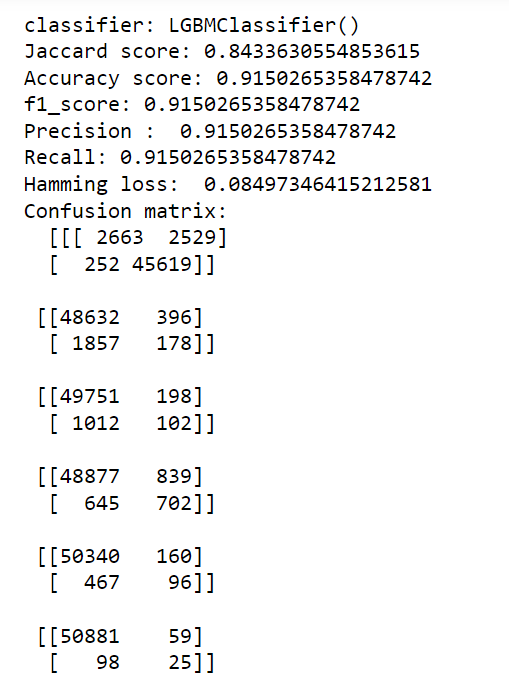 classifier: LGBMClassifier()
Jaccard score: 0.8433630554853615
Accuracy score: 0.9150265358478742
f1_score: 0.9150265358478742
Precision :  0.9150265358478742
Recall: 0.9150265358478742
Hamming loss:  0.08497346415212581
Confusion matrix:
[[[ 2663  2529]
[  252 45619]]
[[48632   396]
[ 1857   178]]
[[49751   198]
[ 1012   102]]
[[48877   839]
[  645   702]]
[[50340   160]
[  467    96]]
[[50881    59]
[   98    25]]